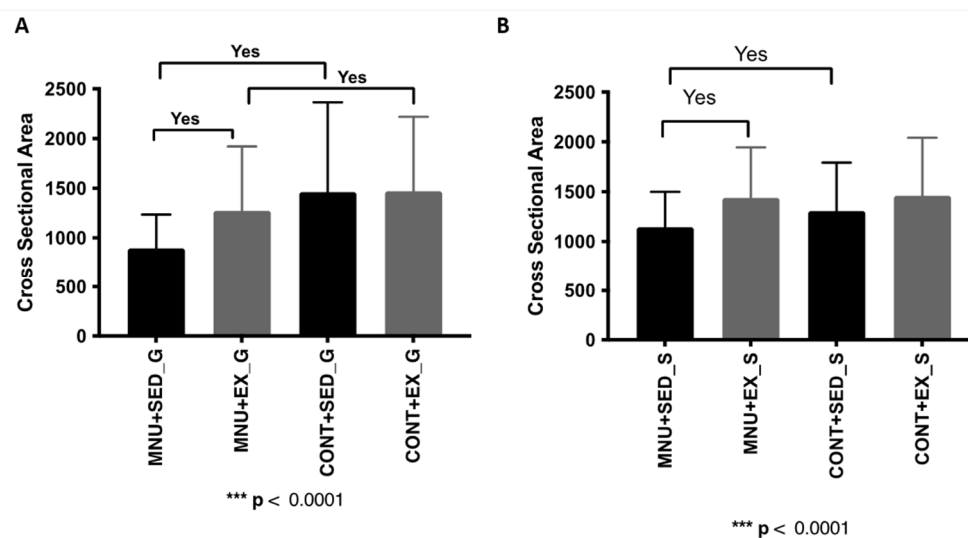 A
Yes
Yes
Yes
2500
2000
1500
1000
500
0
Cross Sectional Area
MNU+SED_G
MNU+EX_G
CONT+SED_G
CONT+EX_G
*** p < 0.0001
B
Yes
Yes
2500
2000
1500
1000
500
0
Cross Sectional Area
MNU+SED_S
MNU+EX_S
CONT+SED_S
CONT+EX_S
*** p < 0.0001